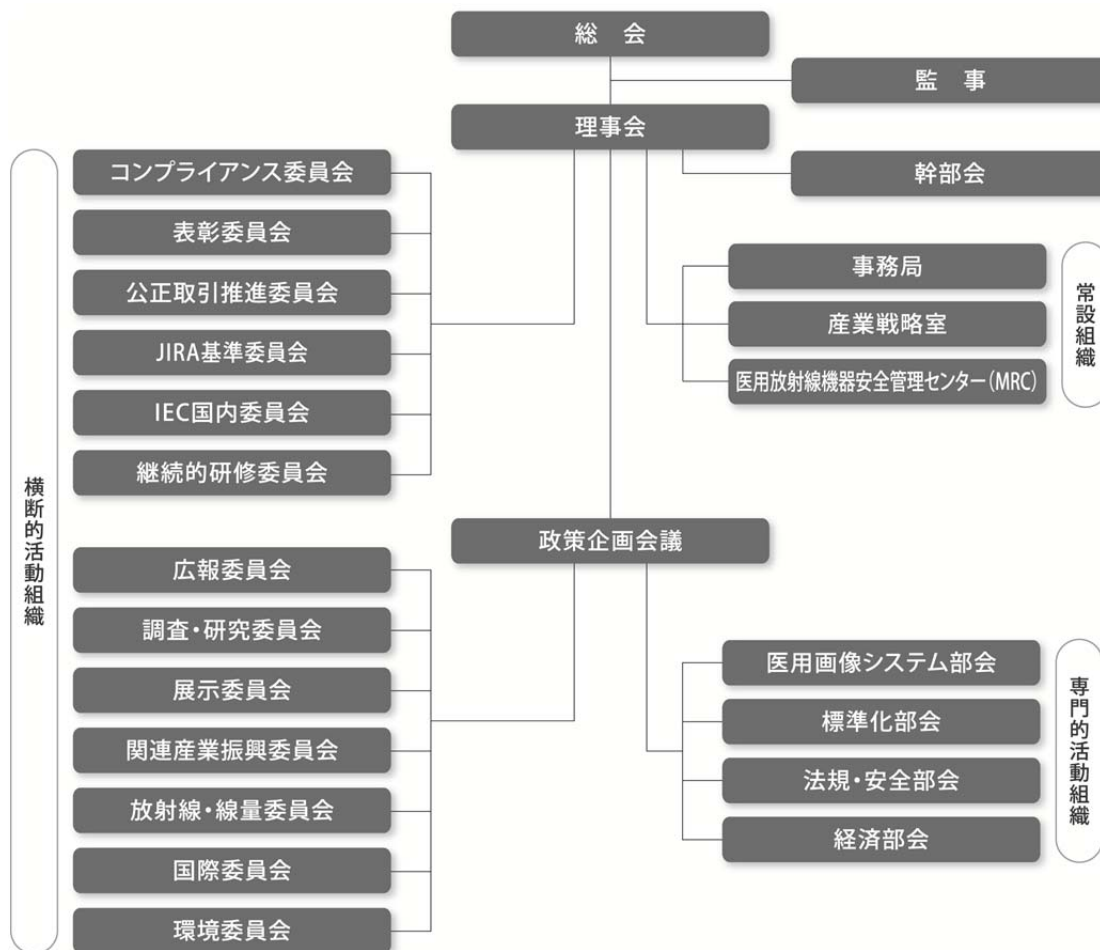 総　会
監　事
理事会
幹部会
コンプライアンス委員会
表彰委員会
公正取引推進委員会
JIRA基準委員会
IEC国内委員会
継続的研修委員会
事務局
産業戦略室
医用放射線機器安全管理センター（MRC）
常設組織
横断的活動組織
政策企画会議
広報委員会
調査・研究委員会
展示委員会
関連産業振興委員会
放射線・線量委員会
国際委員会
環境委員会
医用画像システム部会
標準化部会
法規・安全部会
経済部会
専門的活動組織